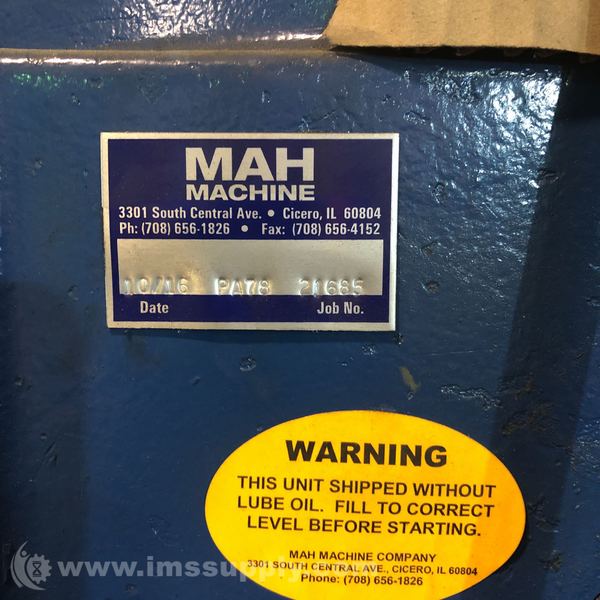 MAH
MACHINE
3301 South Central Ave. • Cicero, IL 60804
Ph: (708) 656-1826 • Fax: (708) 656-4152
10/16 PA78 21685
Date Job No.
WARNING
THIS UNIT SHIPPED WITHOUT
LUBE OIL. FILL TO CORRECT
LEVEL BEFORE STARTING.
MAH MACHINE COMPANY
3301 SOUTH CENTRAL AVE., CICERO, IL 60804
Phone: (708) 656-1826
www.imssupply